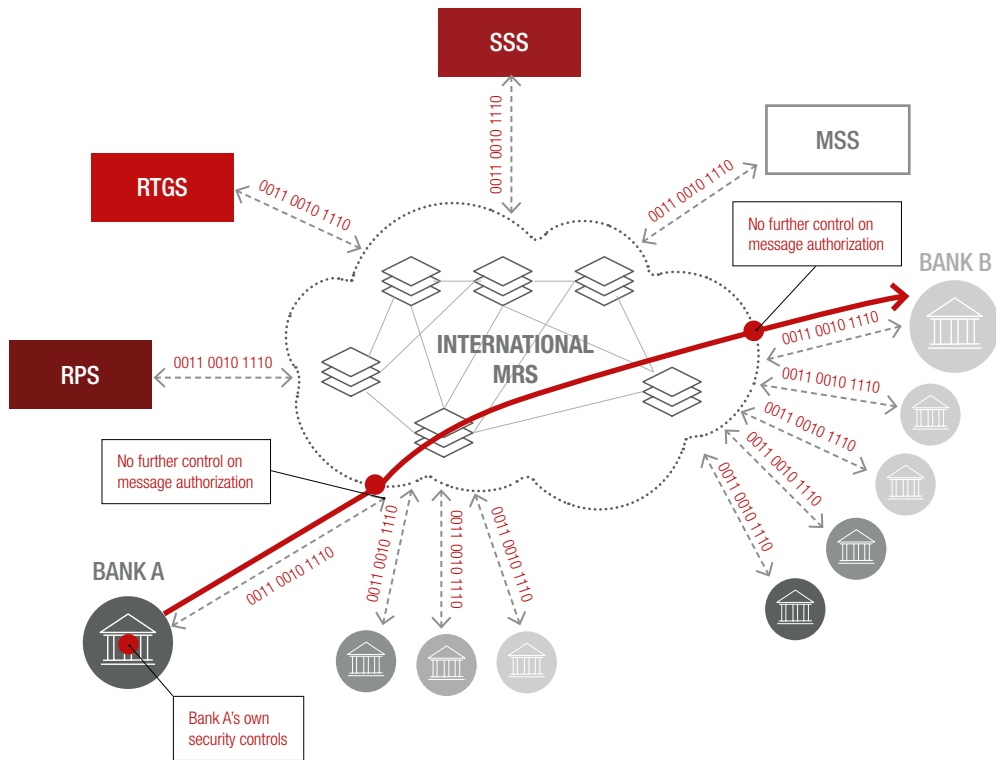 SSS
0011 0010 1110
MSS
0011 0010 1110
RTGS
0011 0010 1110
No further control on
message authorization
BANK B
0011 0010 1110
INTERNATIONAL
MRS
RPS
0011 0010 1110
0011 0010 1110
0011 0010 1110
0011 0010 1110
0011 0010 1110
No further control on
message authorization
BANK A
0011 0010 1110
0011 0010 1110
0011 0010 1110
0011 0010 1110
Bank A's own
security controls